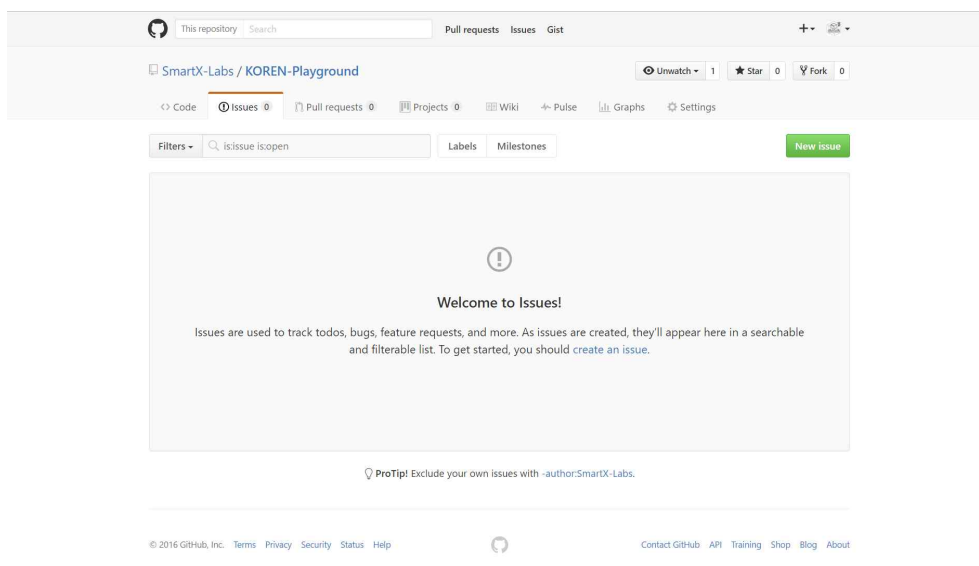 This repository Search Pull requests Issues Gist
SmartX-Labs / KOREN-Playground Unwatch 1 Star 0 Fork 0
Code Issues 0 Pull requests 0 Projects 0 Wiki Pulse Graphs Settings
Filters is:issue is:open Labels Milestones New issue
Welcome to Issues!
Issues are used to track todos, bugs, feature requests, and more. As issues are created, they'll appear here in a searchable
and filterable list. To get started, you should create an issue.
ProTip! Exclude your own issues with -author:SmartX-Labs.
© 2016 GitHub, Inc. Terms Privacy Security Status Help Contact GitHub API Training Shop Blog About